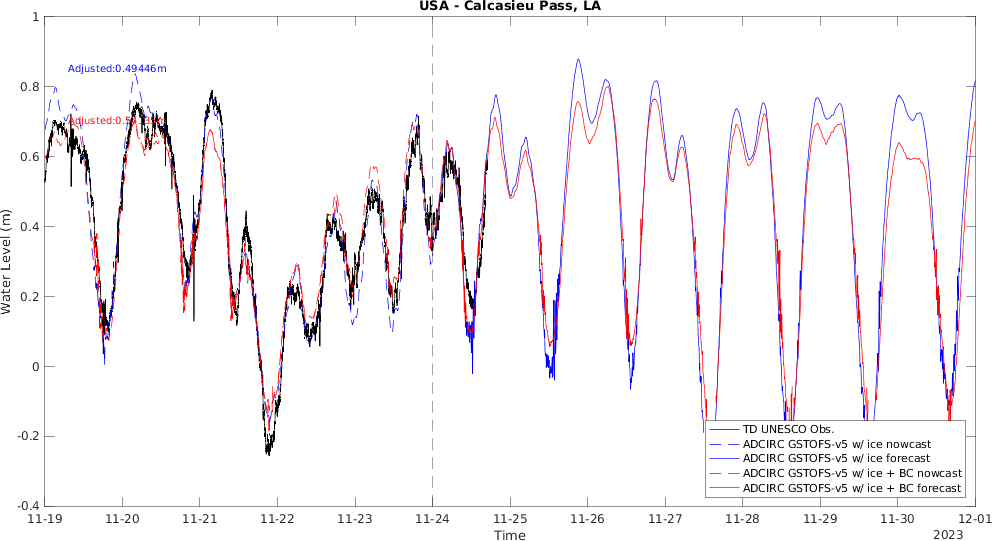 USA - Calcasieu Pass, LA
Water Level (m)
1
0.8
0.6
0.4
0.2
0
-0.2
-0.4
Adjusted:0.49446m
TD UNESCO Obs.
ADCIRC GSTOFS-v5 w/ ice nowcast
ADCIRC GSTOFS-v5 w/ ice forecast
ADCIRC GSTOFS-v5 w/ ice + BC nowcast
ADCIRC GSTOFS-v5 w/ ice + BC forecast
11-19 11-20 11-21 11-22 11-23 11-24 11-25 11-26 11-27 11-28 11-29 11-30 12-01
Time
2023